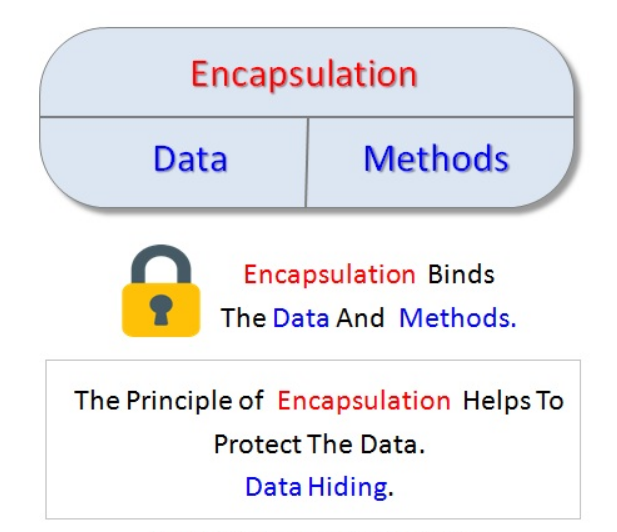 Encapsulation
Data Methods
Encapsulation Binds
The Data And Methods.
The Principle of Encapsulation Helps To
Protect The Data.
Data Hiding.